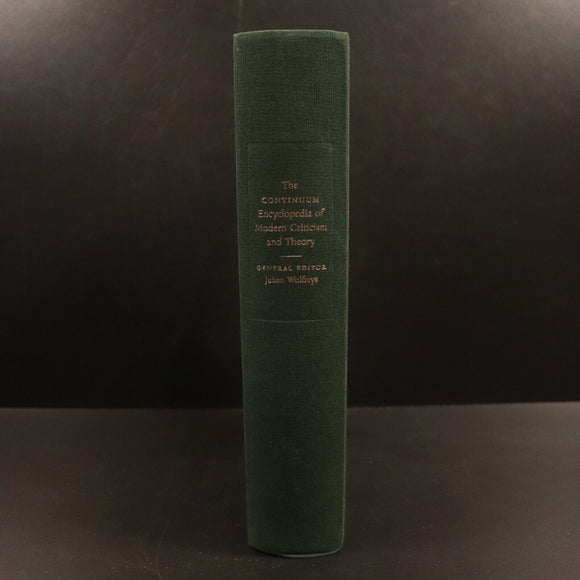 The
CONTINUUM
Encyclopedia of
Modern Criticism
and Theory
GENERAL EDITOR
Julian Wolfreys